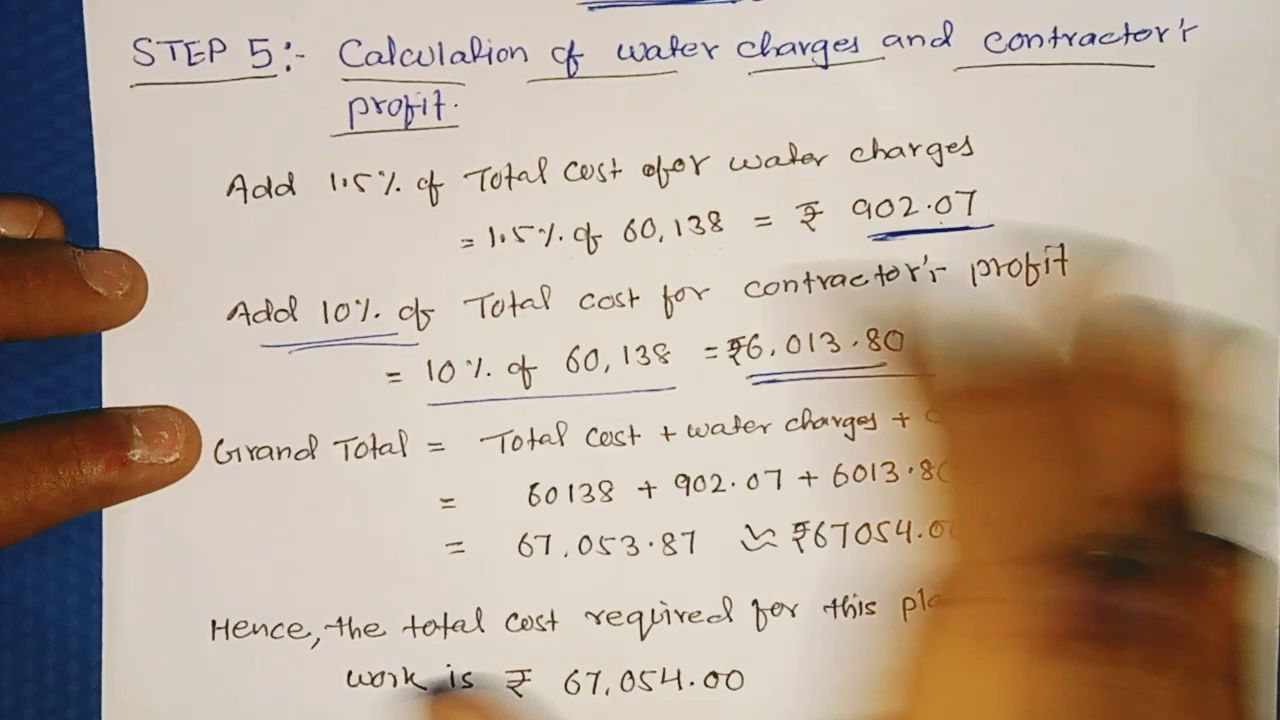 STEP 5:- Calculation of water charges and contractor's
profit.
Add 1.5% of Total cost ofor water charges
= 1.5% of 60,138 = ₹ 902.07
Add 10% of Total cost for contractor's profit
= 10% of 60,138 = ₹6,013.80
Grand Total = Total cost + water charges +
= 60138 + 902.07 + 6013.80
= 67,053.87 ≈ ₹67054.00
Hence, the total cost required for this
work is ₹ 67,054.00